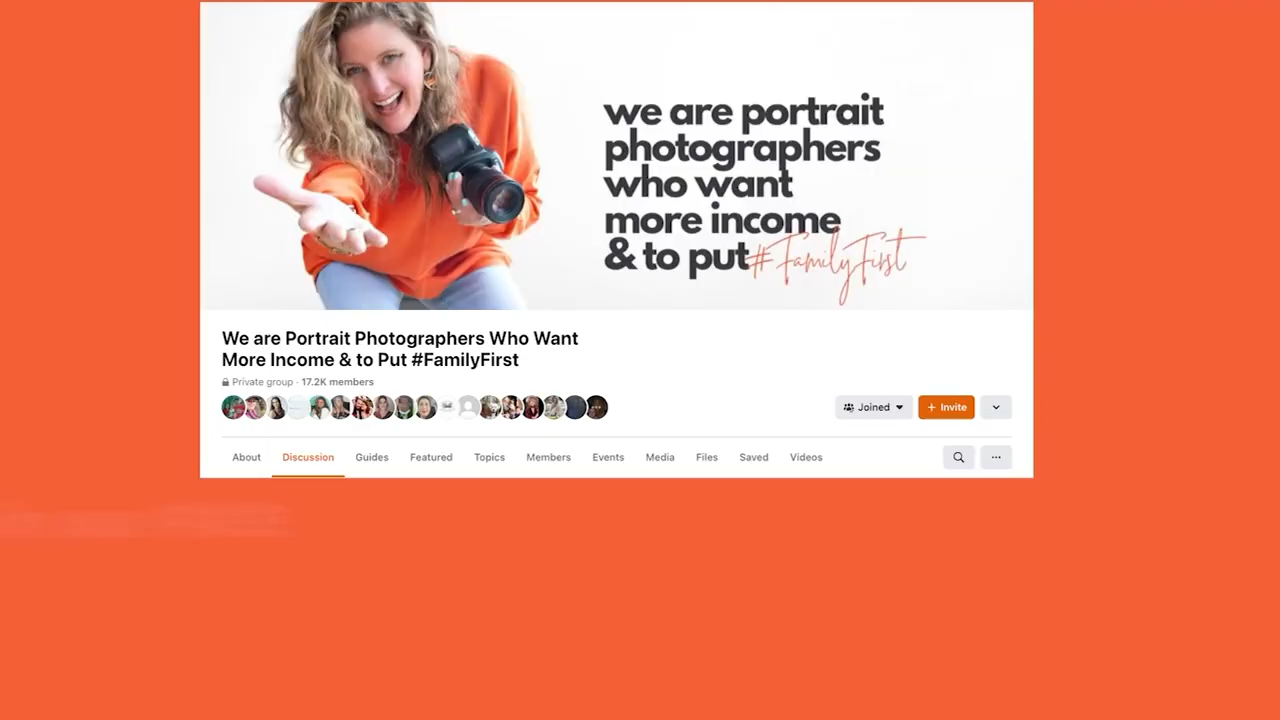 we are portrait
photographers
who want
more income
& to put #FamilyFirst
We are Portrait Photographers Who Want
More Income & to Put #FamilyFirst
Private group · 17.2K members
Joined
+ Invite
About Discussion Guides Featured Topics Members Events Media Files Saved Videos